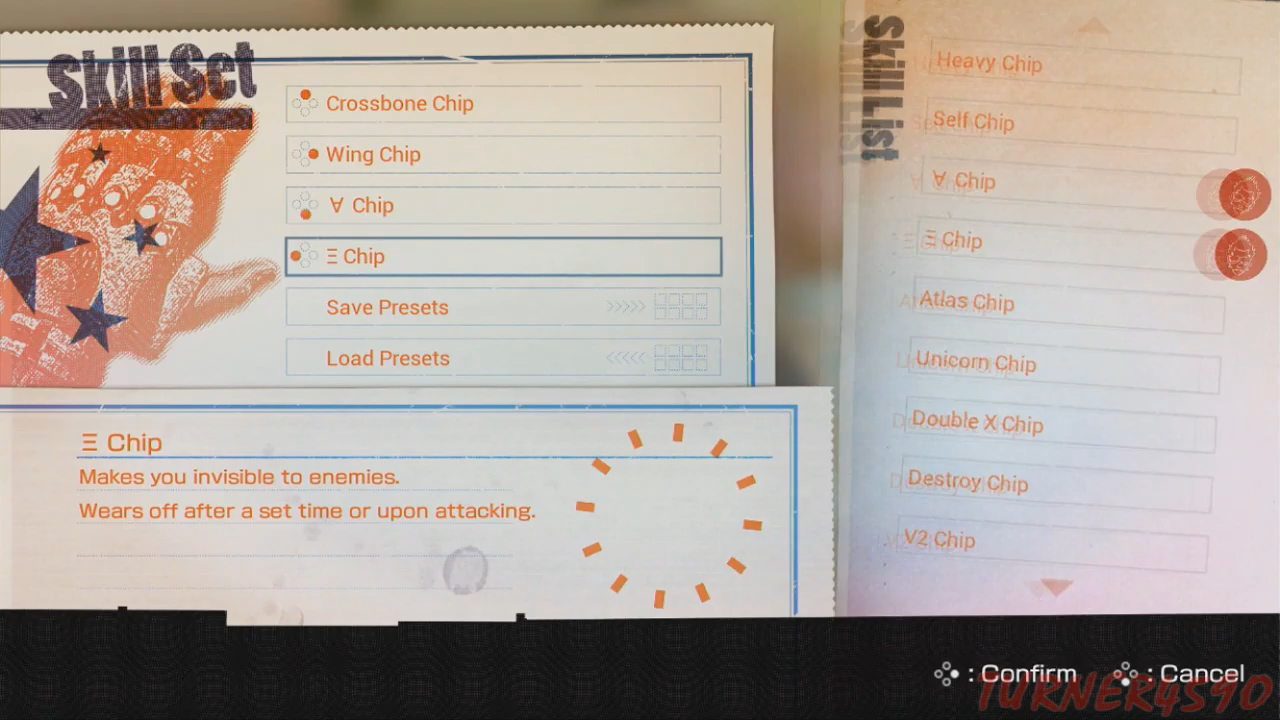 Skill Set
Crossbone Chip
Wing Chip
∀ Chip
Ξ Chip
Save Presets
>>>>>
Load Presets
<<<<<
Ξ Chip
Makes you invisible to enemies.
Wears off after a set time or upon attacking.
Skill List
Heavy Chip
Self Chip
∀ Chip
Ξ Chip
Atlas Chip
Unicorn Chip
Double X Chip
Destroy Chip
V2 Chip
: Confirm
: Cancel
TURNER4S90